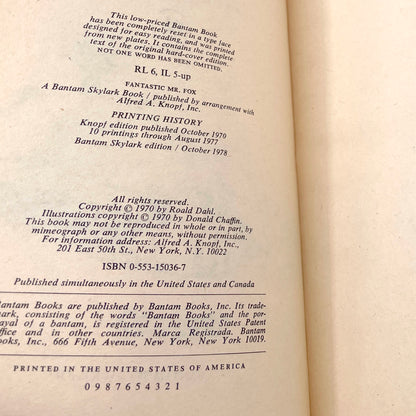 This low-priced Bantam Book
has been completely reset in a type face
designed for easy reading, and was printed
from new plates. It contains the complete
text of the original hard-cover edition.
NOT ONE WORD HAS BEEN OMITTED.
RL 6, IL 5-up
FANTASTIC MR. FOX
A Bantam Skylark Book / published by arrangement with
Alfred A. Knopf, Inc.
PRINTING HISTORY
Knopf edition published October 1970
10 printings through August 1977
Bantam Skylark edition / October 1978
All rights reserved.
Copyright © 1970 by Roald Dahl.
Illustrations copyright © 1970 by Donald Chaffin.
This book may not be reproduced in whole or in part, by
mimeograph or any other means, without permission.
For information address: Alfred A. Knopf, Inc.,
201 East 50th St., New York, N.Y. 10022
ISBN 0-553-15036-7
Published simultaneously in the United States and Canada
Bantam Books are published by Bantam Books, Inc. Its trade-
mark, consisting of the words "Bantam Books" and the por-
rayal of a bantam, is registered in the United States Patent
ffice and in other countries. Marca Registrada. Bantam
ooks, Inc., 666 Fifth Avenue, New York, New York 10019.
PRINTED IN THE UNITED STATES OF AMERICA
0 9 8 7 6 5 4 3 2 1